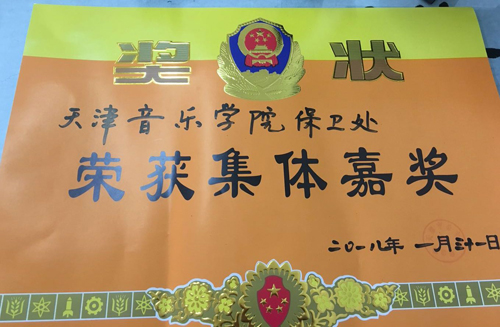 奖状
天津音乐学院保卫处
荣获集体嘉奖
二〇一八年 一月三十一日